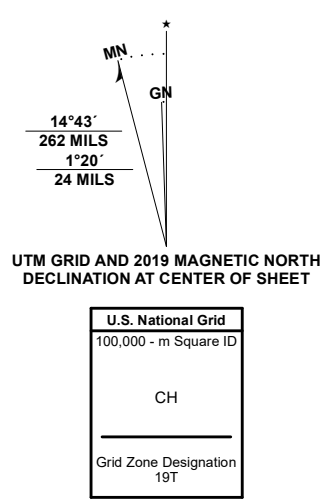 ★
MN
GN
14°43´
262 MILS
1°20´
24 MILS
UTM GRID AND 2019 MAGNETIC NORTH
DECLINATION AT CENTER OF SHEET
U.S. National Grid
100,000 - m Square ID
CH
Grid Zone Designation
19T